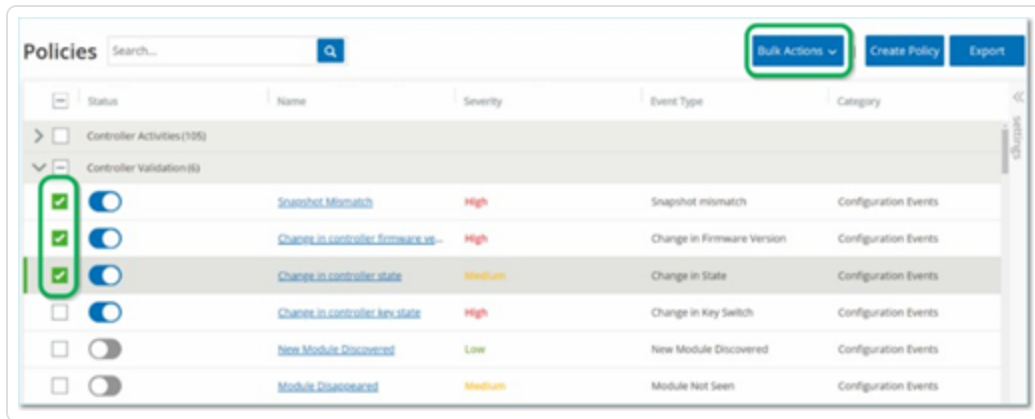 Policies Search... Bulk Actions Create Policy Export
Status Name Severity Event Type Category
settings
Controller Activities (105)
Controller Validation (6)
Snapshot Mismatch High Snapshot mismatch Configuration Events
Change in controller firmware ve... High Change in Firmware Version Configuration Events
Change in controller state Medium Change in State Configuration Events
Change in controller key state High Change in Key Switch Configuration Events
New Module Discovered Low New Module Discovered Configuration Events
Module Disappeared Medium Module Not Seen Configuration Events